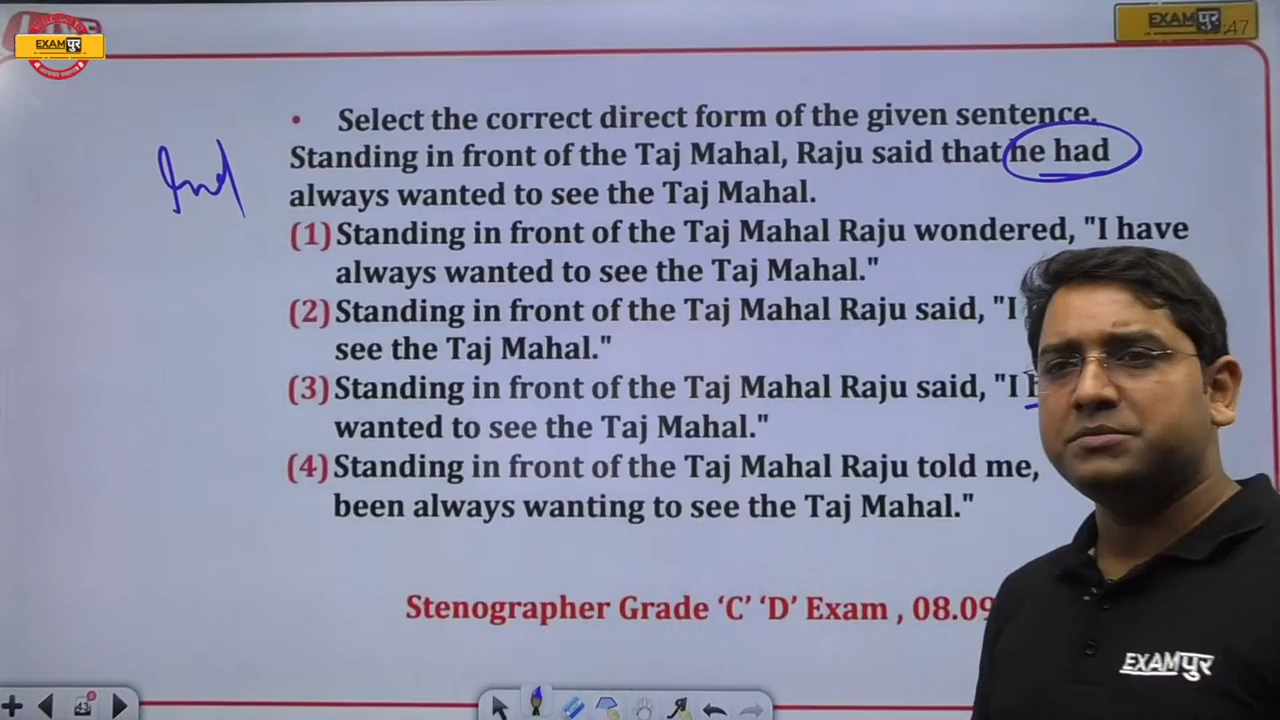 EXAMपुर
EXAMपुर
:47
• Select the correct direct form of the given sentence.
Ind
Standing in front of the Taj Mahal, Raju said that he had
always wanted to see the Taj Mahal.
(1) Standing in front of the Taj Mahal Raju wondered, "I have
always wanted to see the Taj Mahal."
(2) Standing in front of the Taj Mahal Raju said, "I
see the Taj Mahal."
(3) Standing in front of the Taj Mahal Raju said, "I
wanted to see the Taj Mahal."
(4) Standing in front of the Taj Mahal Raju told me,
been always wanting to see the Taj Mahal."
Stenographer Grade 'C' 'D' Exam , 08.09
EXAMपुर
43